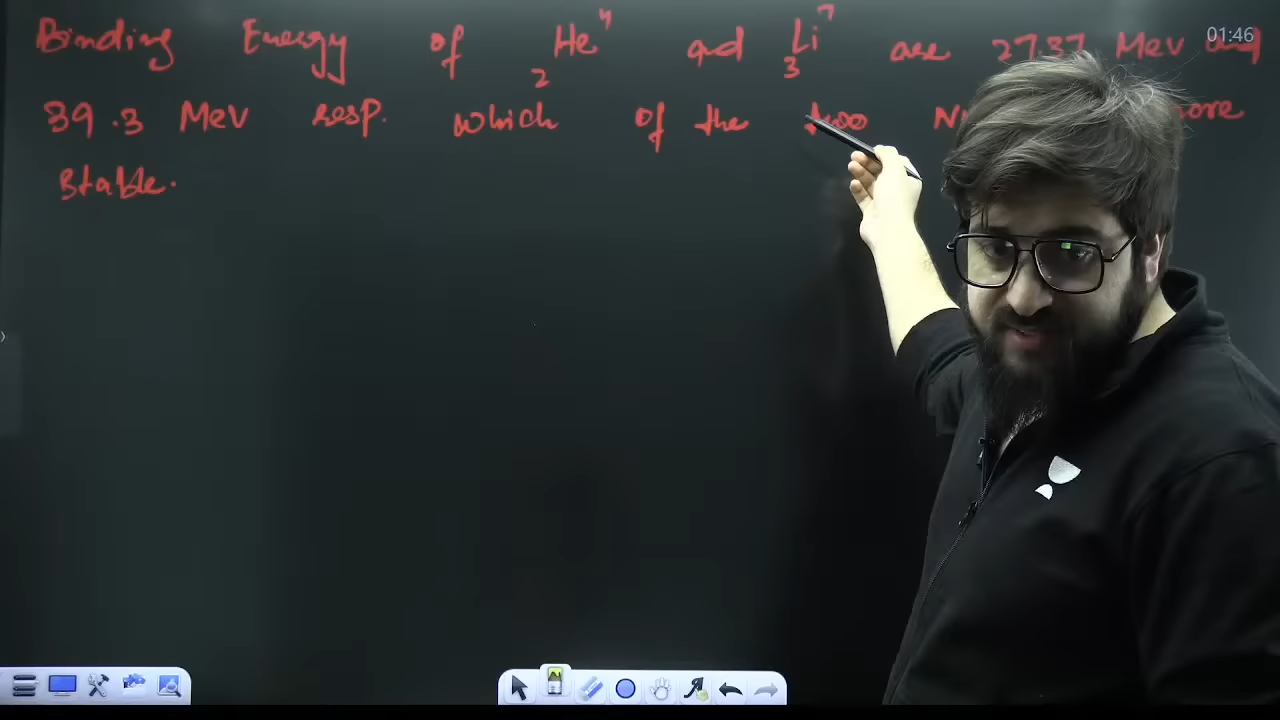 Binding Energy of ₂He⁴ ad ₃Li⁷ are 27.37 Mev
39.3 Mev resp. which of the two
stable.
01:46